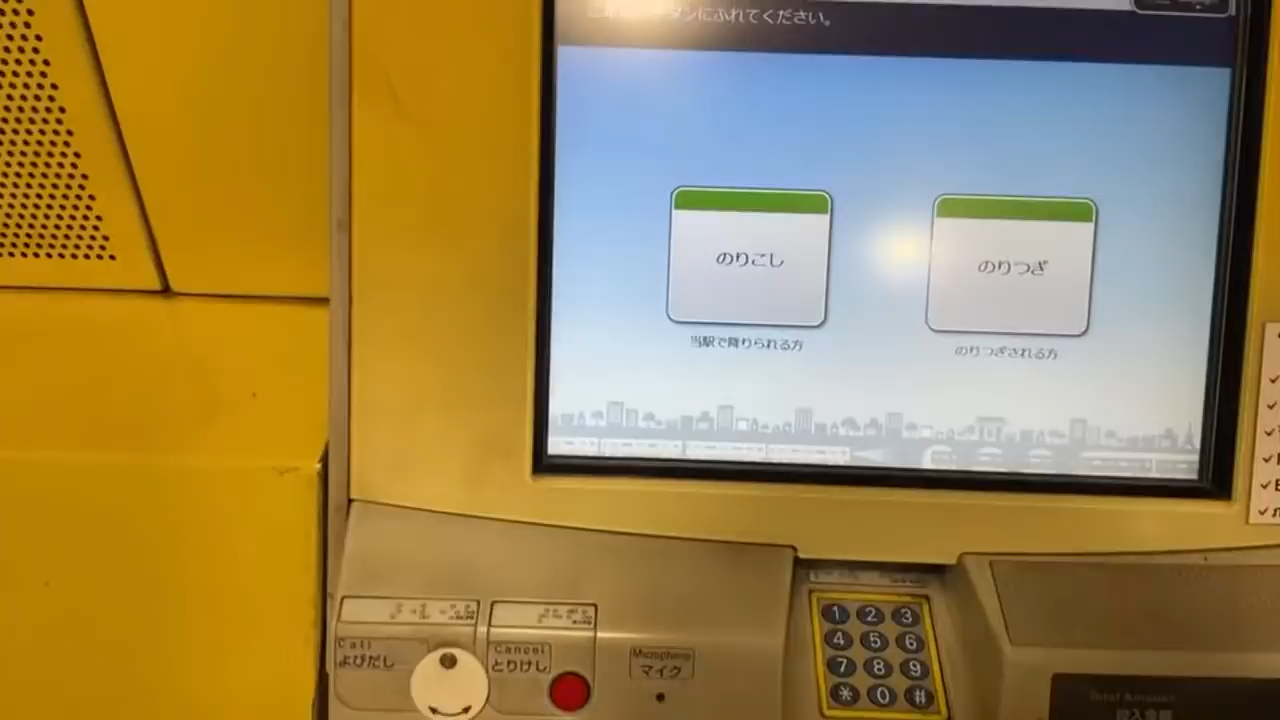 タンにふれてください。
のりこし
のりつぎ
当駅で降りられる方
のりつぎされる方
Call
よびだし
Cancel
とりけし
Microphone
マイク
1 2 3
4 5 6
7 8 9
* 0 #
Total Amount